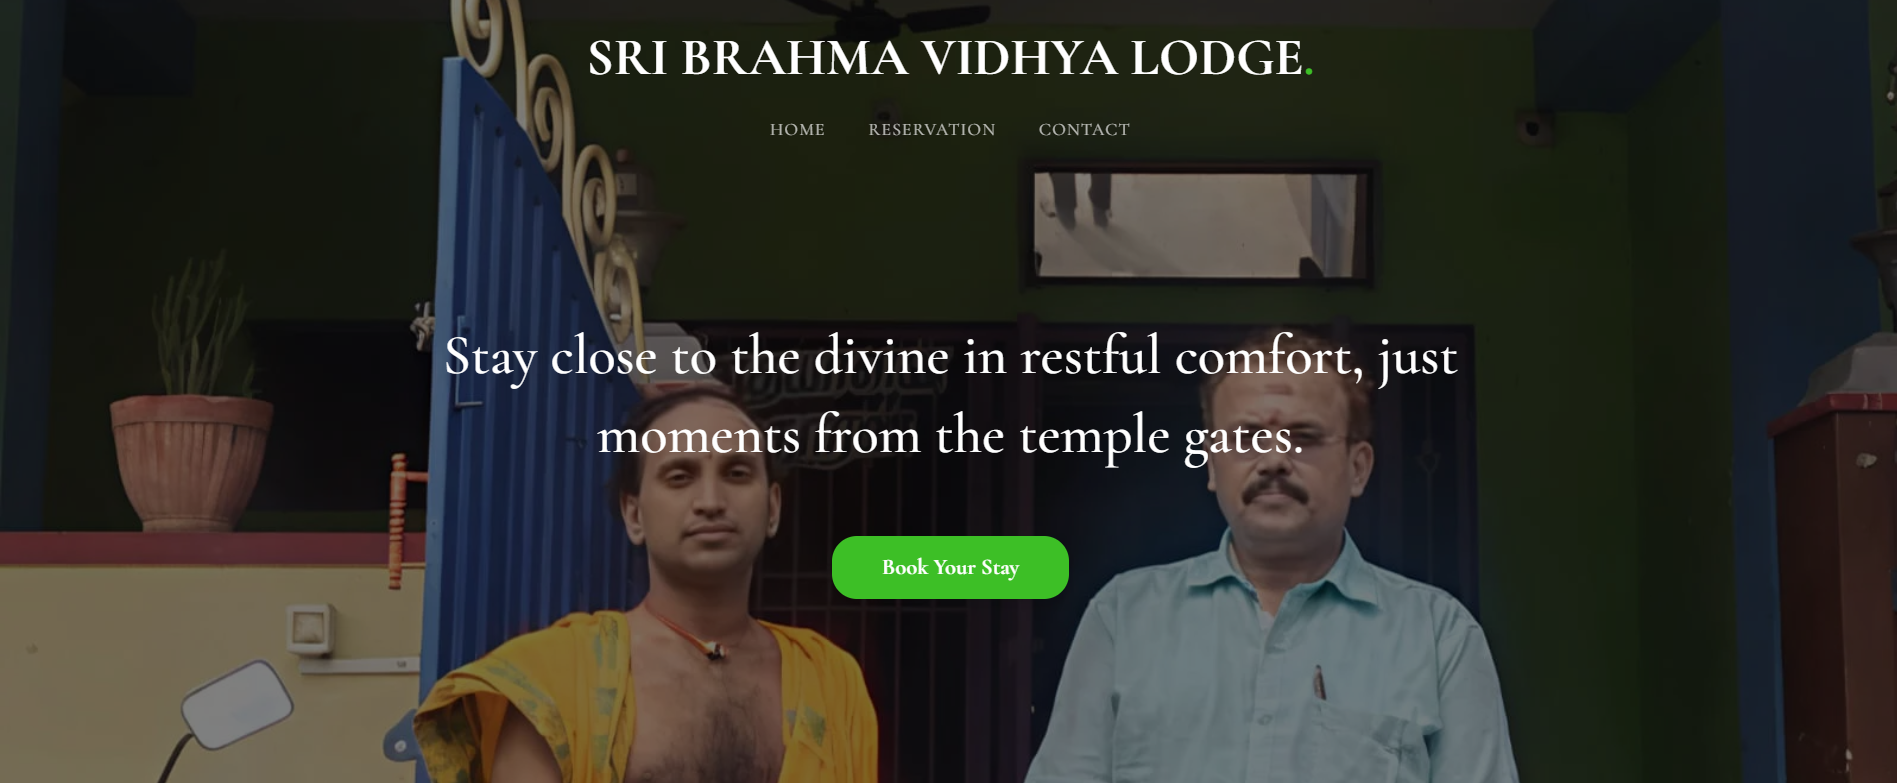 SRI BRAHMA VIDHYA LODGE.
HOME RESERVATION CONTACT
Stay close to the divine in restful comfort, just
moments from the temple gates.
Book Your Stay